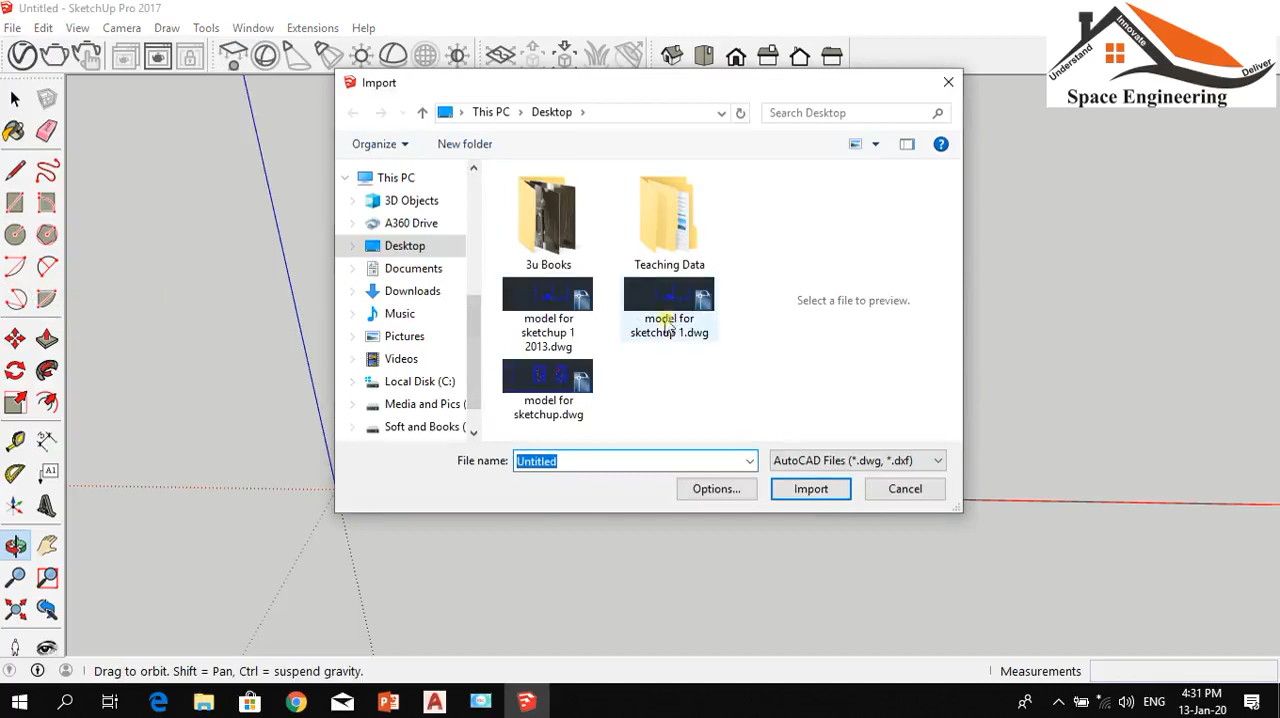 Untitled - SketchUp Pro 2017
File Edit View Camera Draw Tools Window Extensions Help
Understand Innovate Deliver
Space Engineering
Import
This PC > Desktop >
Search Desktop
Organize
New folder
This PC
3D Objects
A360 Drive
Desktop
Documents
Downloads
Music
Pictures
Videos
Local Disk (C:)
Media and Pics (
Soft and Books (
3u Books
Teaching Data
model for
sketchup 1
2013.dwg
model for
sketchup 1.dwg
model for
sketchup.dwg
Select a file to preview.
File name: Untitled
AutoCAD Files (*.dwg, *.dxf)
Options...
Import
Cancel
A1
Drag to orbit. Shift = Pan, Ctrl = suspend gravity.
Measurements
ENG
4:31 PM
13-Jan-20